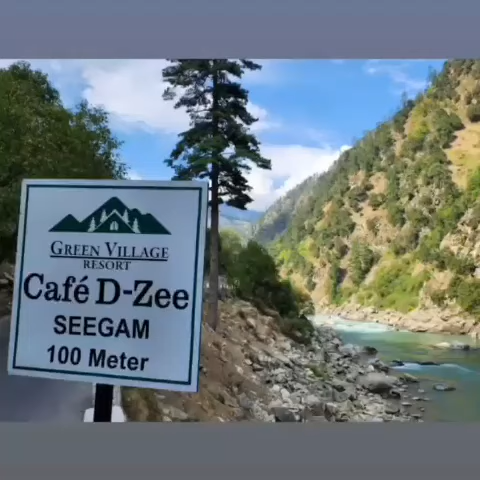 GREEN VILLAGE
RESORT
Café D-Zee
SEEGAM
100 Meter